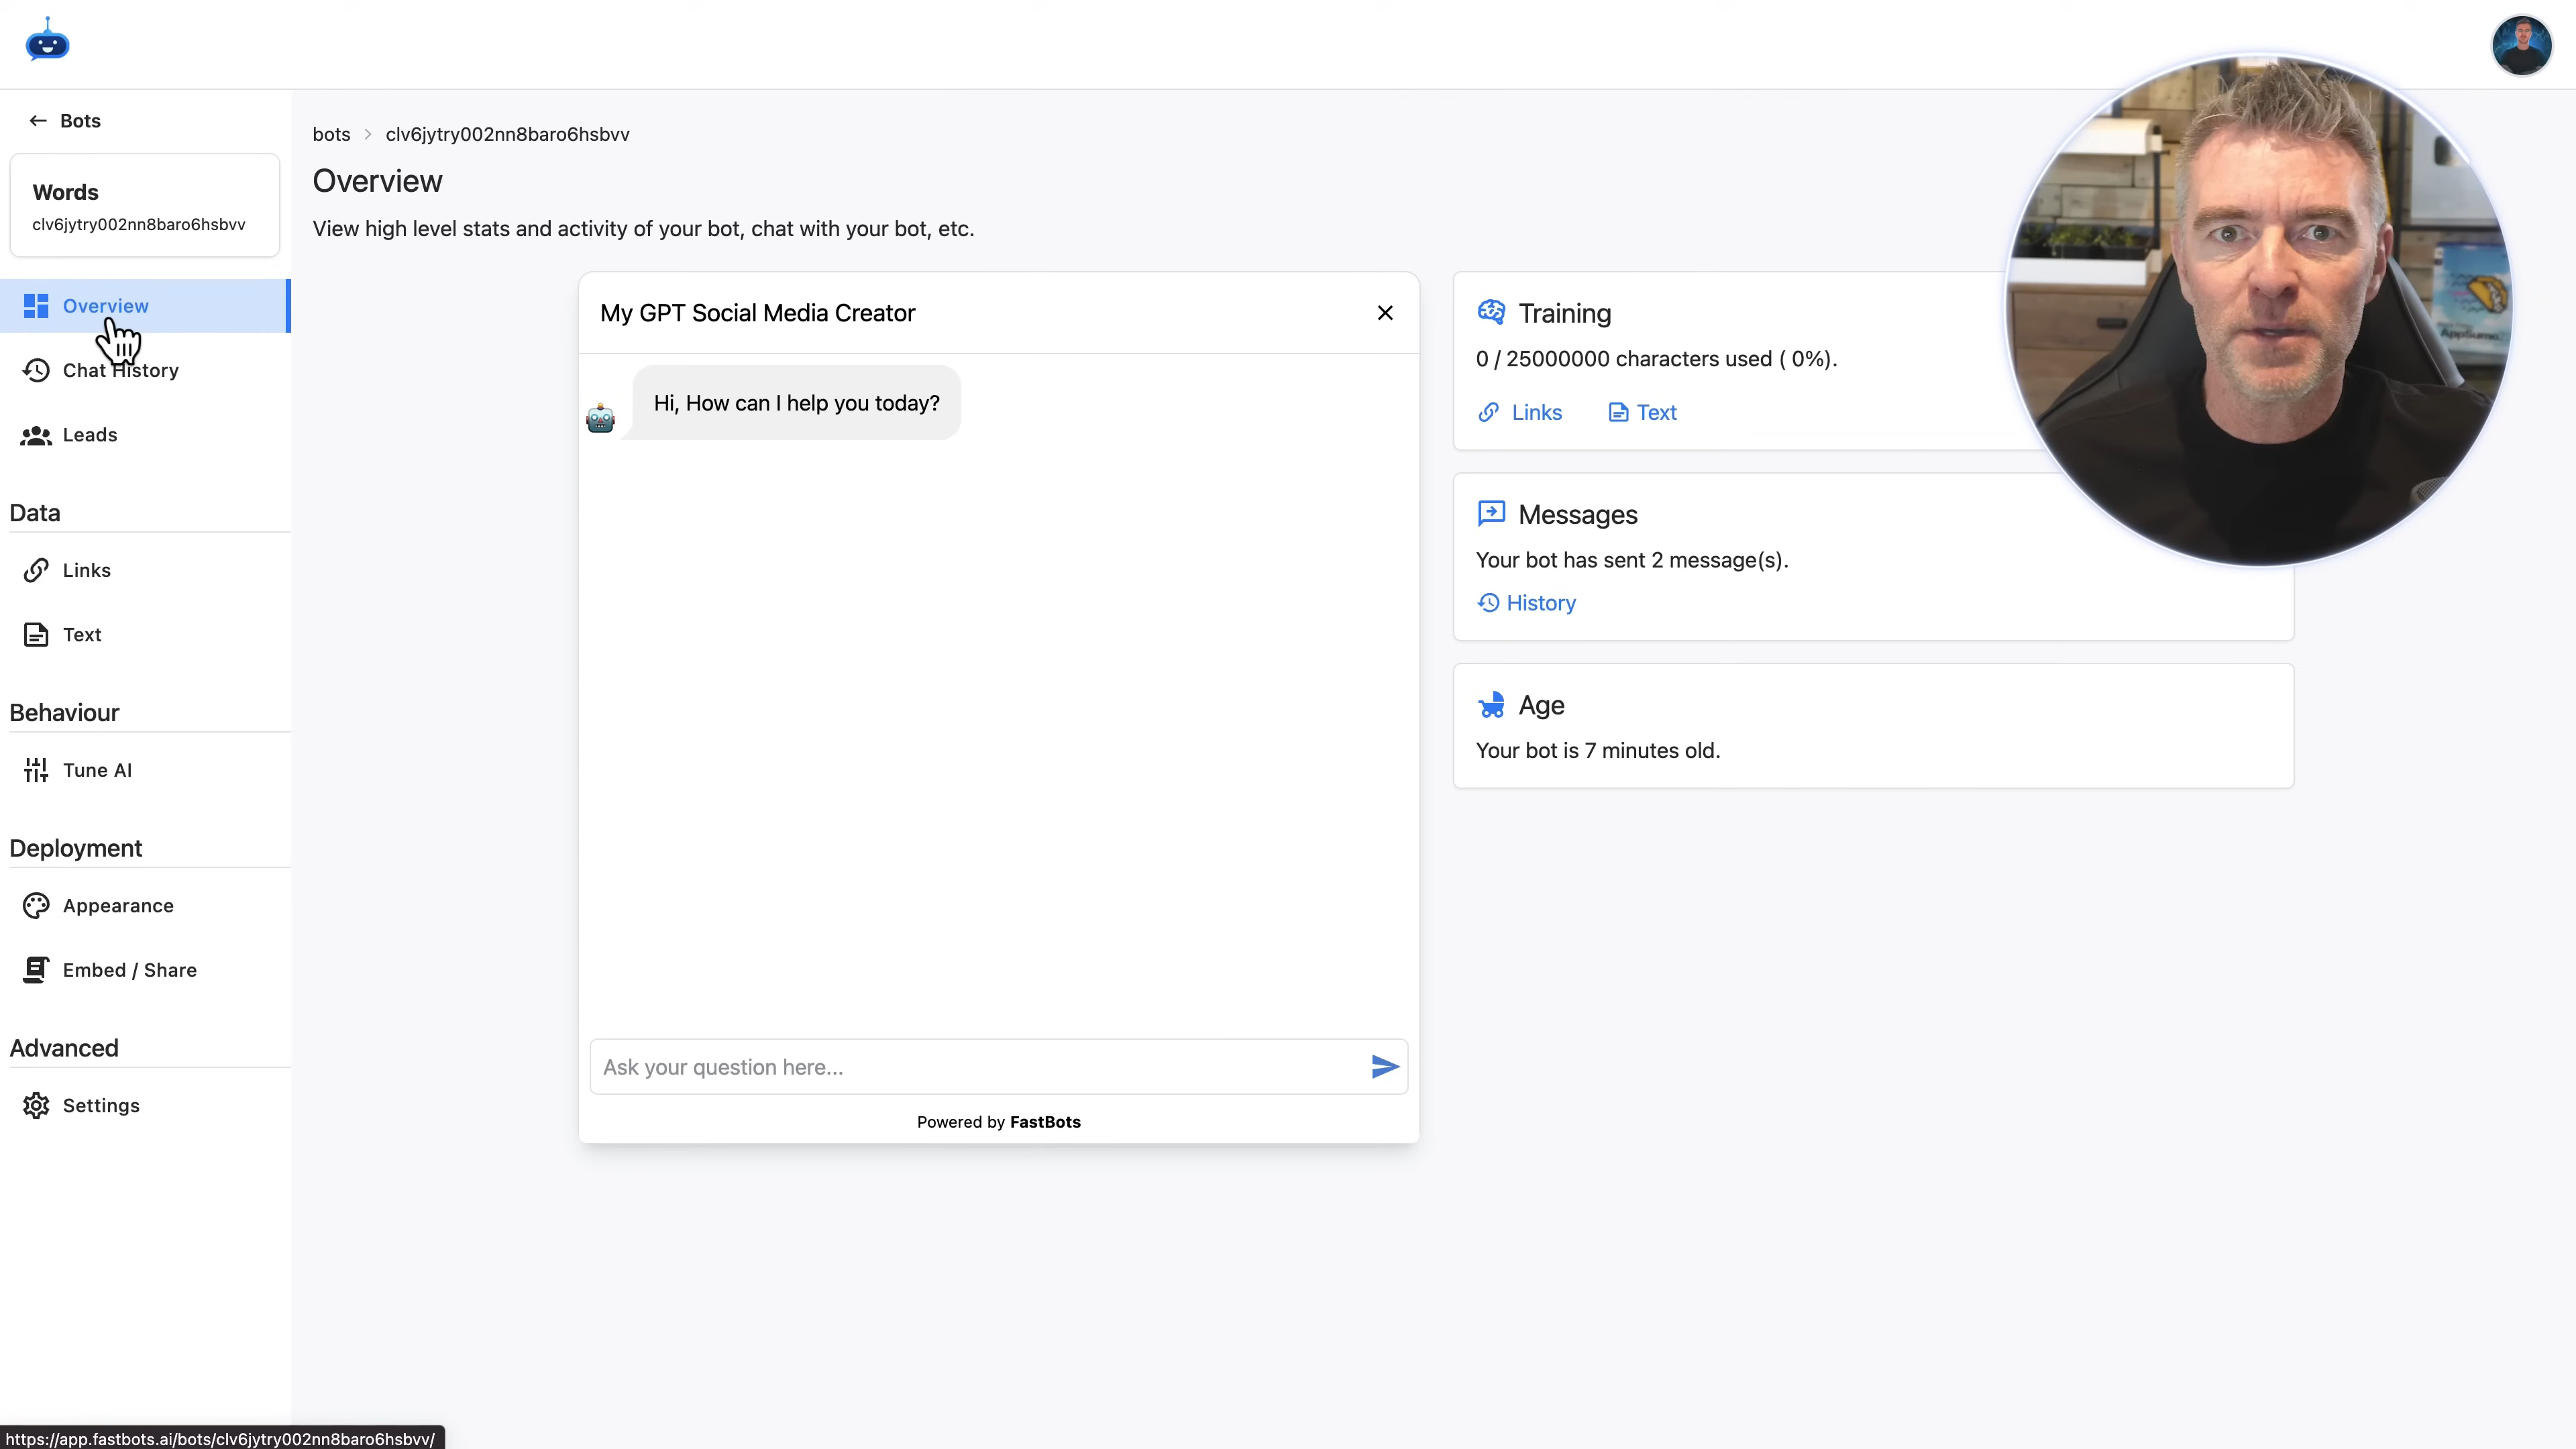 Bots
Words
clv6jytry002nn8baro6hsbvv
Overview
Chat History
Leads
Data
Links
Text
Behaviour
Tune AI
Deployment
Appearance
Embed / Share
Advanced
Settings
bots > clv6jytry002nn8baro6hsbvv
Overview
View high level stats and activity of your bot, chat with your bot, etc.
My GPT Social Media Creator
Hi, How can I help you today?
Ask your question here...
Powered by FastBots
Training
0 / 25000000 characters used ( 0%).
Links Text
Messages
Your bot has sent 2 message(s).
History
Age
Your bot is 7 minutes old.
AppSumo
https://app.fastbots.ai/bots/clv6jytry002nn8baro6hsbvv/